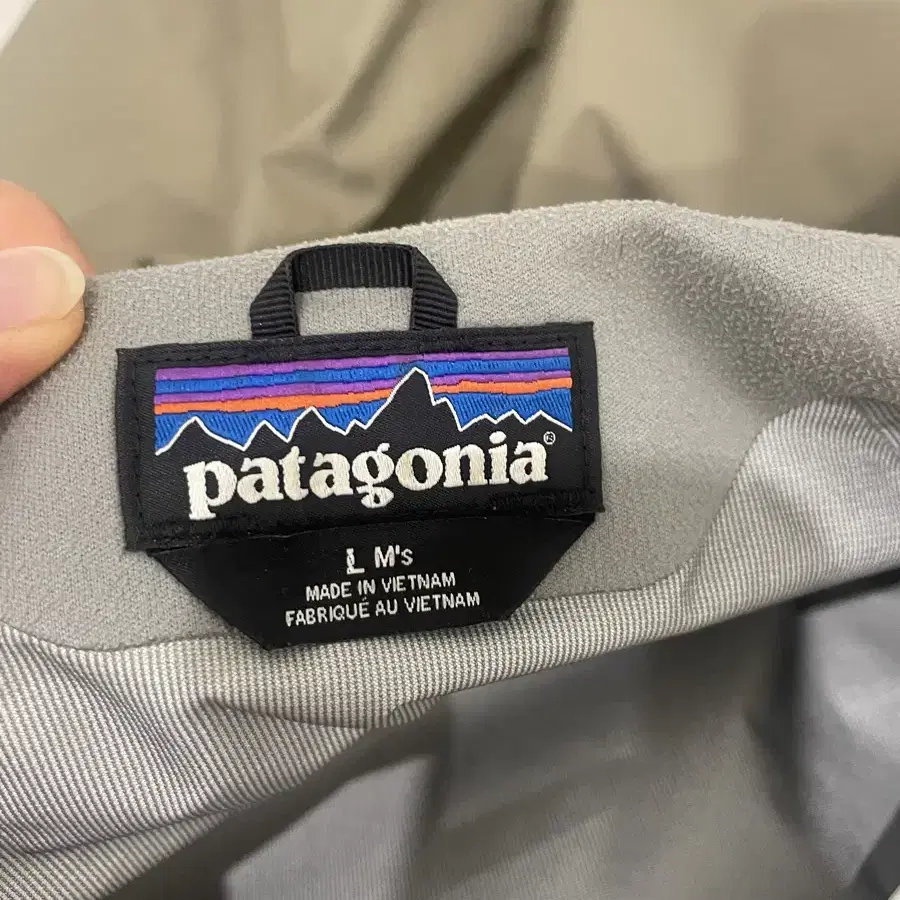 patagonia®
L M's
MADE IN VIETNAM
FABRIQUÉ AU VIETNAM